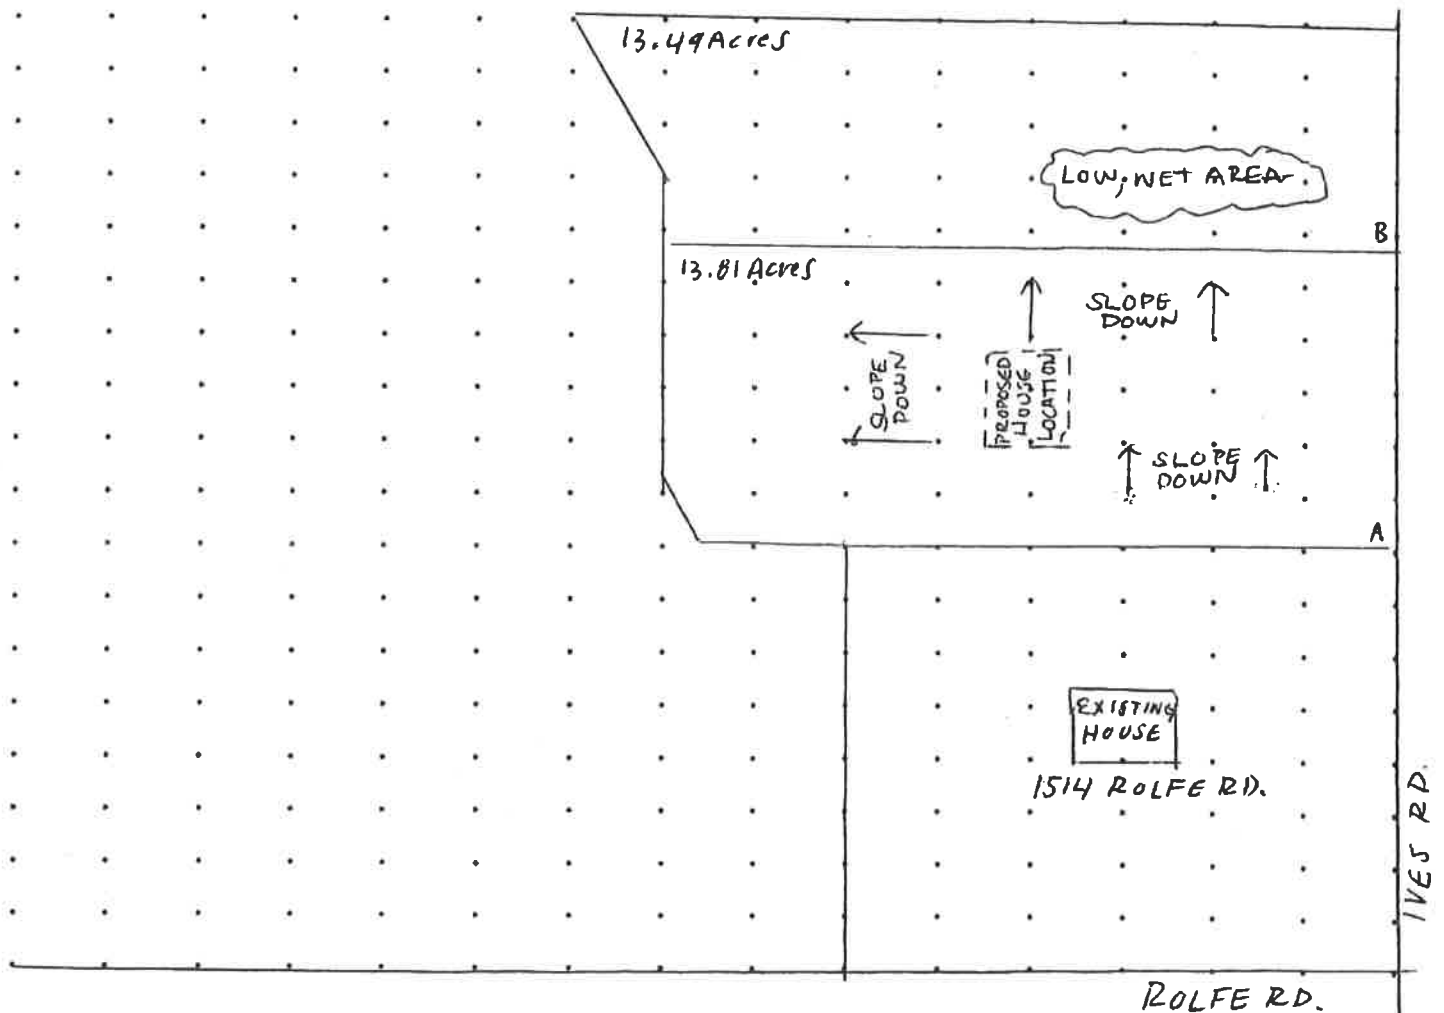 13.49 Acres
LOW, WET AREA
B
13.81 Acres
SLOPE
DOWN
SLOPE
DOWN
PROPOSED
HOUSE
LOCATION
SLOPE
DOWN
A
EXISTING
HOUSE
1514 ROLFE RD.
IVES RD.
ROLFE RD.